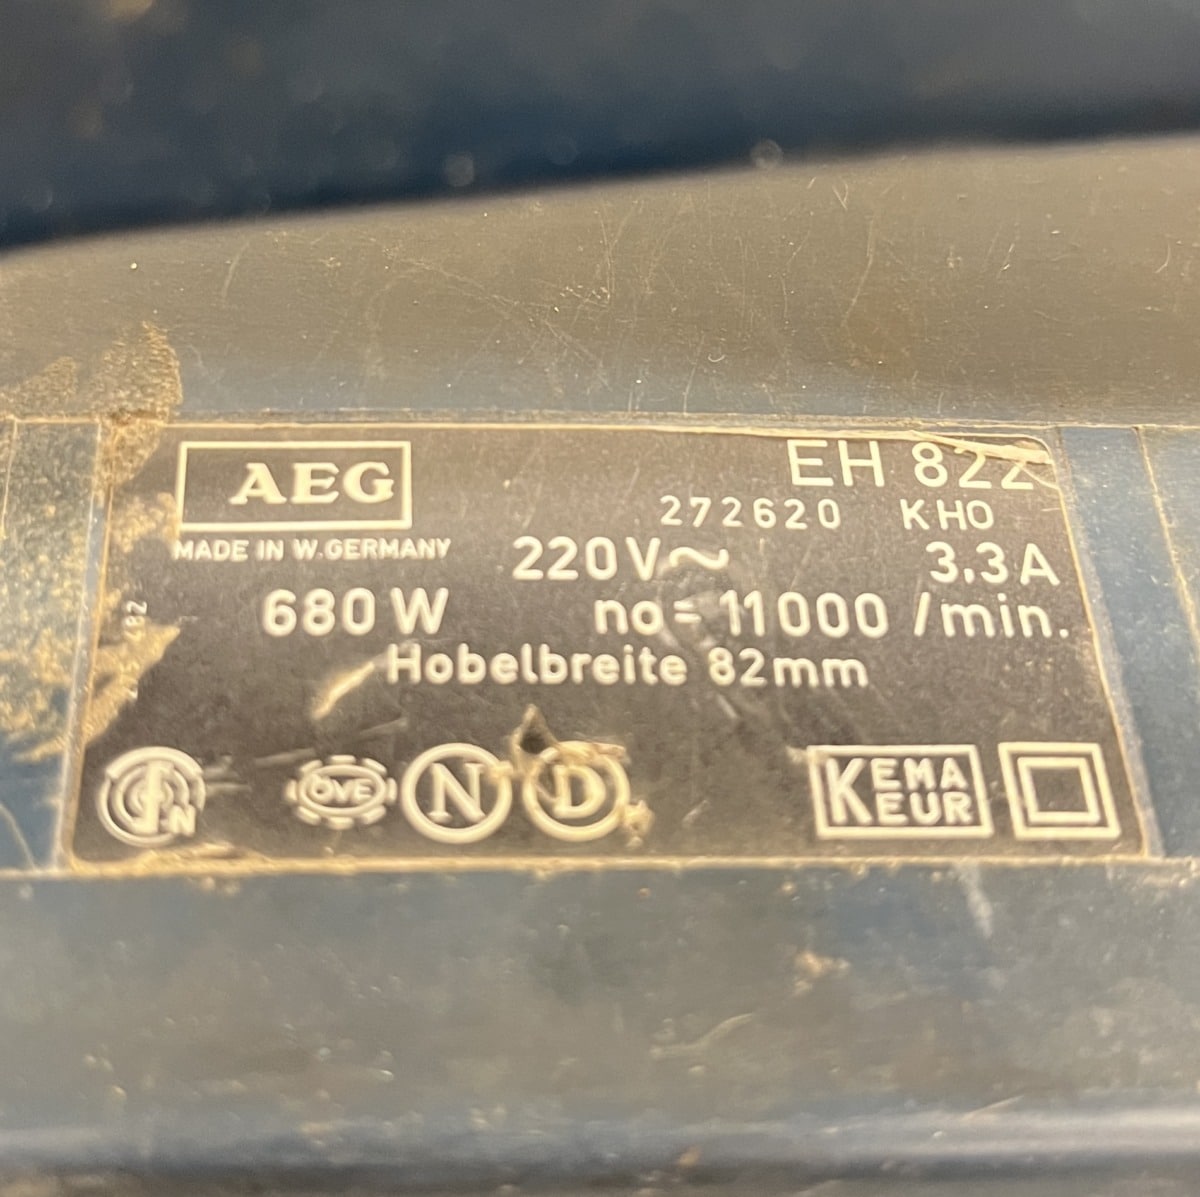 AEG
EH 822
272620 KHO
MADE IN W.GERMANY
220V~ 3.3A
680W no= 11000 /min.
Hobelbreite 82mm
ÖVE N D KEMA KEUR